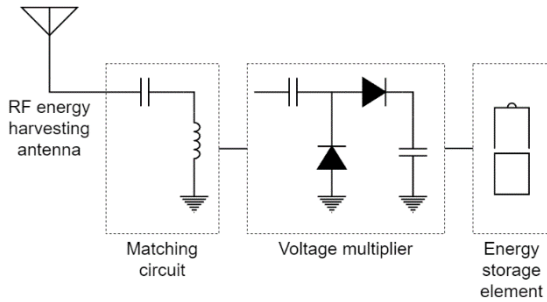 RF energy
harvesting
antenna
Matching
circuit
Voltage multiplier
Energy
storage
element